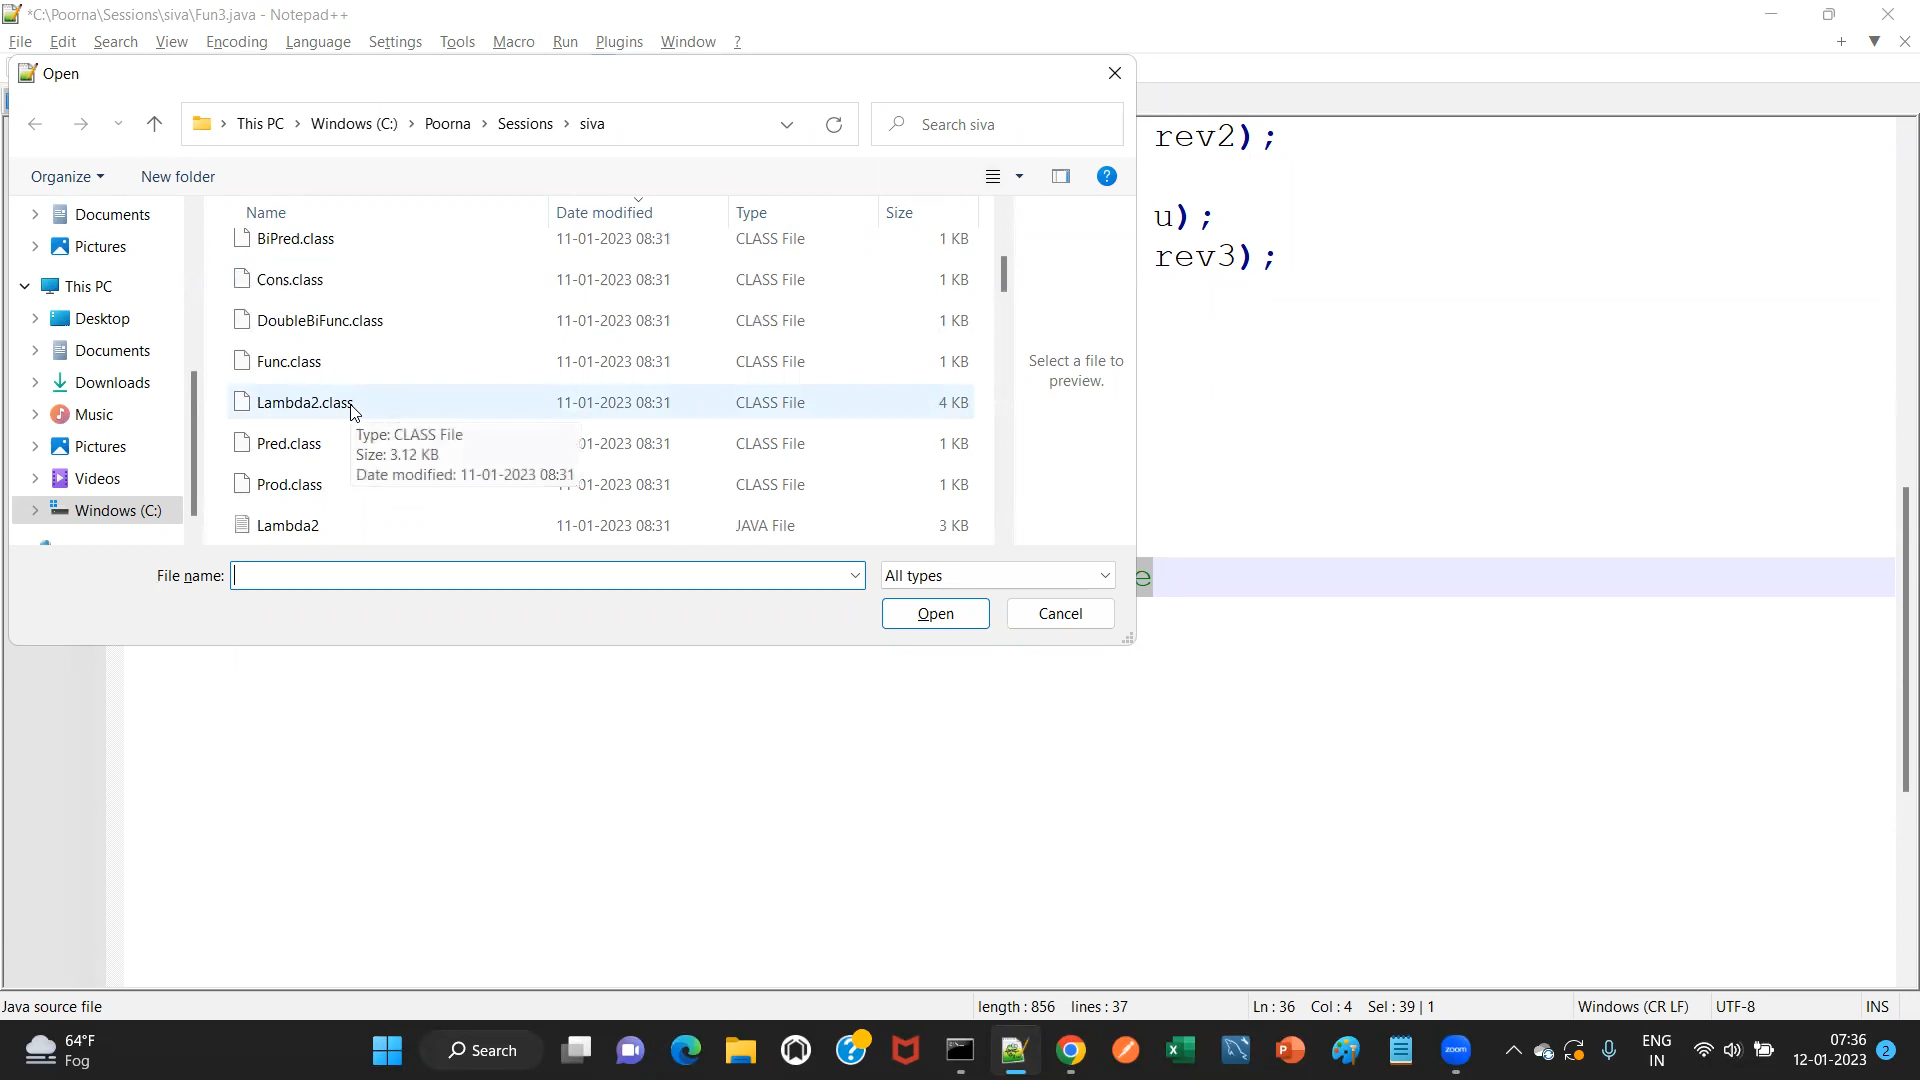 *C:\Poorna\Sessions\siva\Fun3.java - Notepad++
File Edit Search View Encoding Language Settings Tools Macro Run Plugins Window ?
Open
This PC > Windows (C:) > Poorna > Sessions > siva
Search siva
Organize New folder
Documents
Pictures
This PC
Desktop
Documents
Downloads
Music
Pictures
Videos
Windows (C:)
Name Date modified Type Size
BiPred.class 11-01-2023 08:31 CLASS File 1 KB
Cons.class 11-01-2023 08:31 CLASS File 1 KB
DoubleBiFunc.class 11-01-2023 08:31 CLASS File 1 KB
Func.class 11-01-2023 08:31 CLASS File 1 KB
Lambda2.class 11-01-2023 08:31 CLASS File 4 KB
Pred.class 01-2023 08:31 CLASS File 1 KB
Prod.class 01-2023 08:31 CLASS File 1 KB
Lambda2 11-01-2023 08:31 JAVA File 3 KB
Type: CLASS File
Size: 3.12 KB
Date modified: 11-01-2023 08:31
Select a file to
preview.
File name:
All types
Open Cancel
rev2);
u);
rev3);
e
Java source file length : 856 lines : 37 Ln : 36 Col : 4 Sel : 39 | 1 Windows (CR LF) UTF-8 INS
64°F
Fog
Search
zoom
ENG
IN
07:36
12-01-2023
2